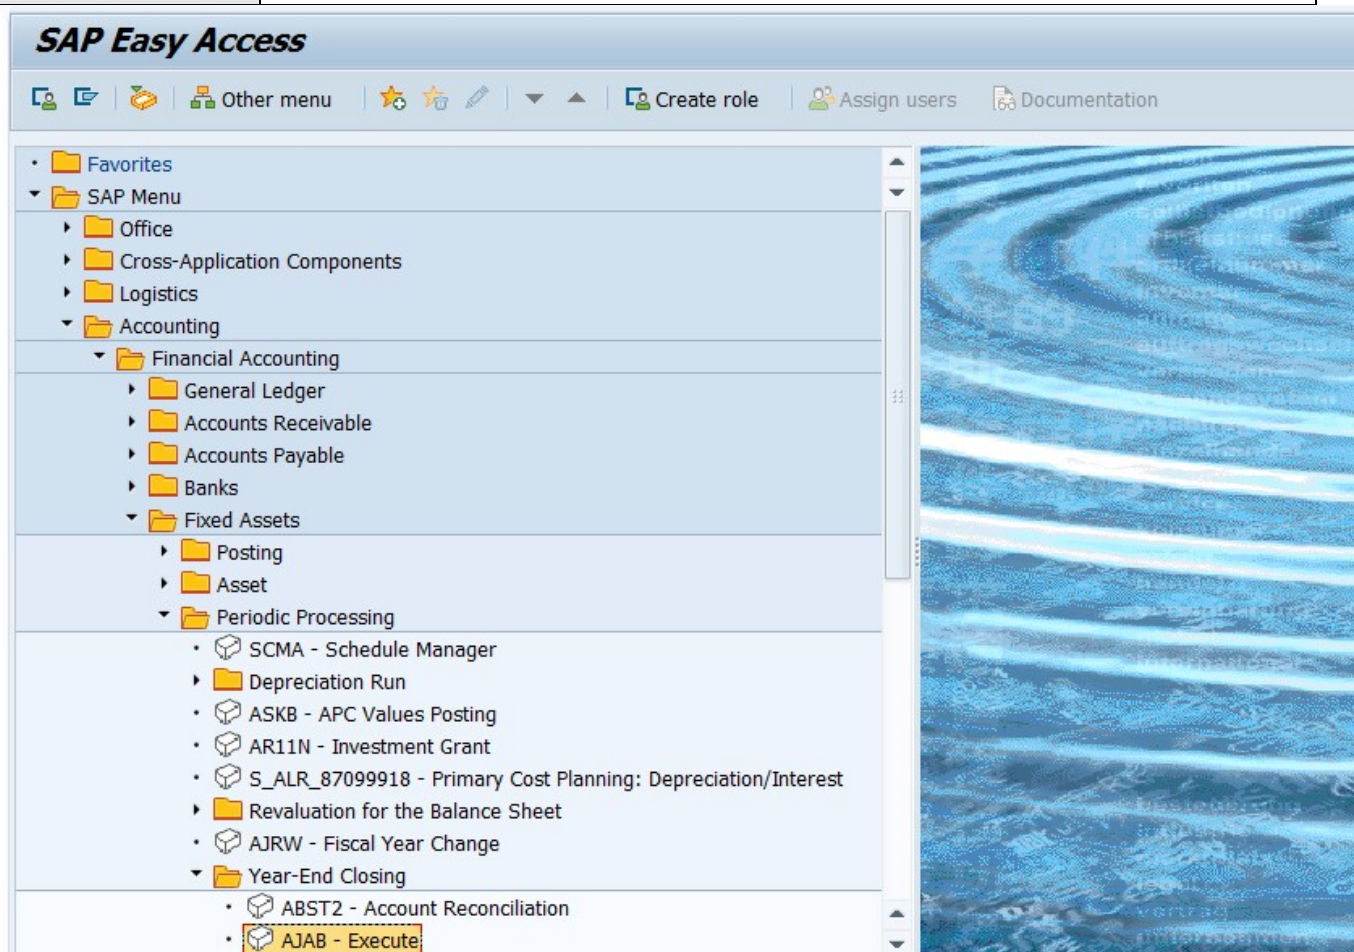 SAP Easy Access
Other menu
Create role
Assign users
Documentation
Favorites
SAP Menu
Office
Cross-Application Components
Logistics
Accounting
Financial Accounting
General Ledger
Accounts Receivable
Accounts Payable
Banks
Fixed Assets
Posting
Asset
Periodic Processing
SCMA - Schedule Manager
Depreciation Run
ASKB - APC Values Posting
AR11N - Investment Grant
S_ALR_87099918 - Primary Cost Planning: Depreciation/Interest
Revaluation for the Balance Sheet
AJRW - Fiscal Year Change
Year-End Closing
ABST2 - Account Reconciliation
AJAB - Execute